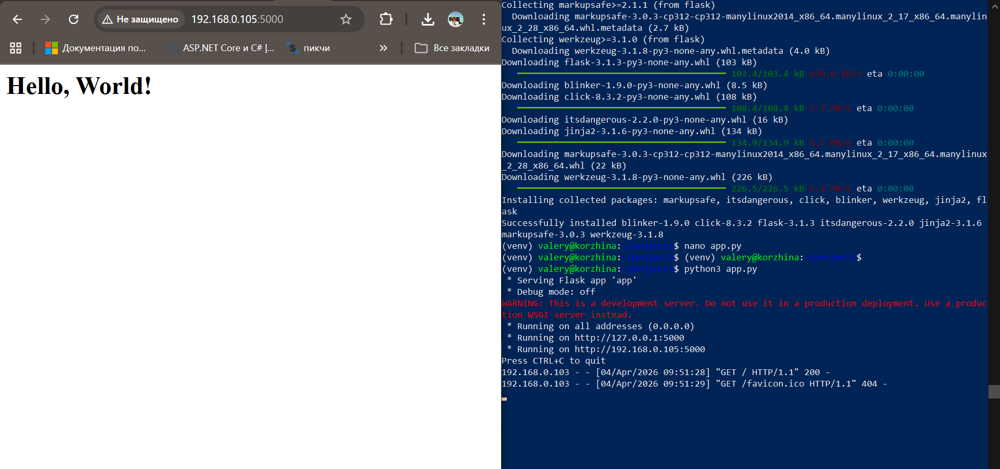 Не защищено
192.168.0.105:5000
Документация по...
ASP.NET Core и C# |...
пикчи
»
Все закладки
Hello, World!
Collecting markupsafe>=2.1.1 (from flask)
  Downloading markupsafe-3.0.3-cp312-cp312-manylinux2014_x86_64.manylinux_2_17_x86_64.manylin
ux_2_28_x86_64.whl.metadata (2.7 kB)
Collecting werkzeug>=3.1.0 (from flask)
  Downloading werkzeug-3.1.8-py3-none-any.whl.metadata (4.0 kB)
Downloading flask-3.1.3-py3-none-any.whl (103 kB)
103.4/103.4 kB 478.0 kB/s eta 0:00:00
Downloading blinker-1.9.0-py3-none-any.whl (8.5 kB)
Downloading click-8.3.2-py3-none-any.whl (108 kB)
108.4/108.4 kB 5.7 MB/s eta 0:00:00
Downloading itsdangerous-2.2.0-py3-none-any.whl (16 kB)
Downloading jinja2-3.1.6-py3-none-any.whl (134 kB)
134.9/134.9 kB 4.7 MB/s eta 0:00:00
Downloading markupsafe-3.0.3-cp312-cp312-manylinux2014_x86_64.manylinux_2_17_x86_64.manylinux
_2_28_x86_64.whl (22 kB)
Downloading werkzeug-3.1.8-py3-none-any.whl (226 kB)
226.5/226.5 kB 6.4 MB/s eta 0:00:00
Installing collected packages: markupsafe, itsdangerous, click, blinker, werkzeug, jinja2, fl
ask
Successfully installed blinker-1.9.0 click-8.3.2 flask-3.1.3 itsdangerous-2.2.0 jinja2-3.1.6
markupsafe-3.0.3 werkzeug-3.1.8
(venv) valery@korzhina:$ nano app.py
(venv) valery@korzhina:$ (venv) valery@korzhina:$
(venv) valery@korzhina:$ python3 app.py
 * Serving Flask app 'app'
 * Debug mode: off
WARNING: This is a development server. Do not use it in a production deployment. Use a produc
tion WSGI server instead.
 * Running on all addresses (0.0.0.0)
 * Running on http://127.0.0.1:5000
 * Running on http://192.168.0.105:5000
Press CTRL+C to quit
192.168.0.103 - - [04/Apr/2026 09:51:28] "GET / HTTP/1.1" 200 -
192.168.0.103 - - [04/Apr/2026 09:51:29] "GET /favicon.ico HTTP/1.1" 404 -